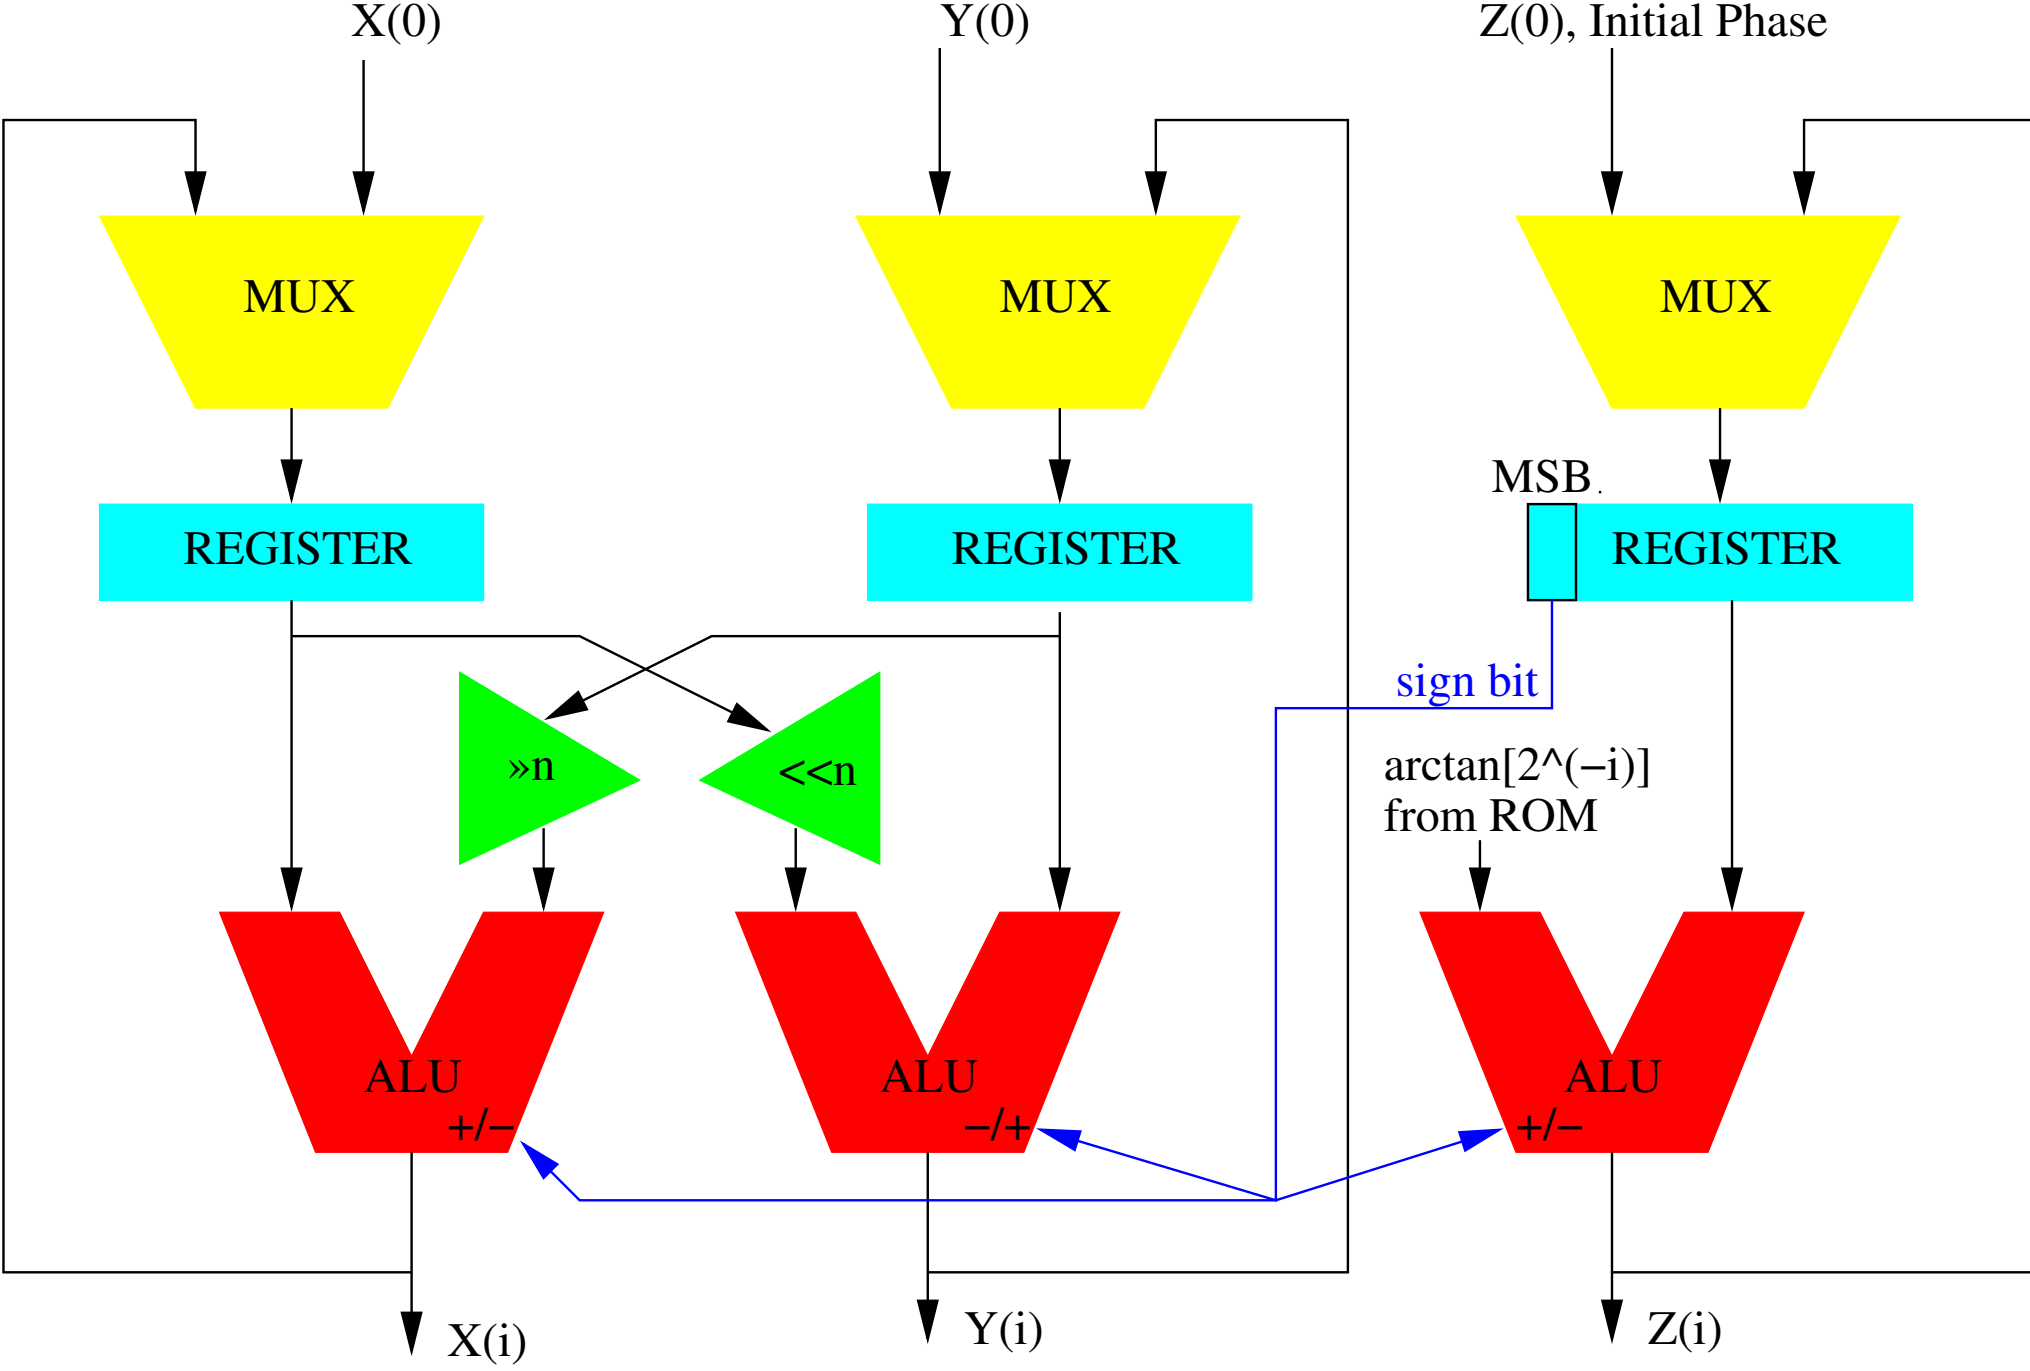 X(0)
Y(0)
Z(0), Initial Phase
MUX
MUX
MUX
MSB.
REGISTER
REGISTER
REGISTER
sign bit
»n
<<n
arctan[2^(−i)]
from ROM
ALU
+/−
ALU
−/+
ALU
+/−
X(i)
Y(i)
Z(i)